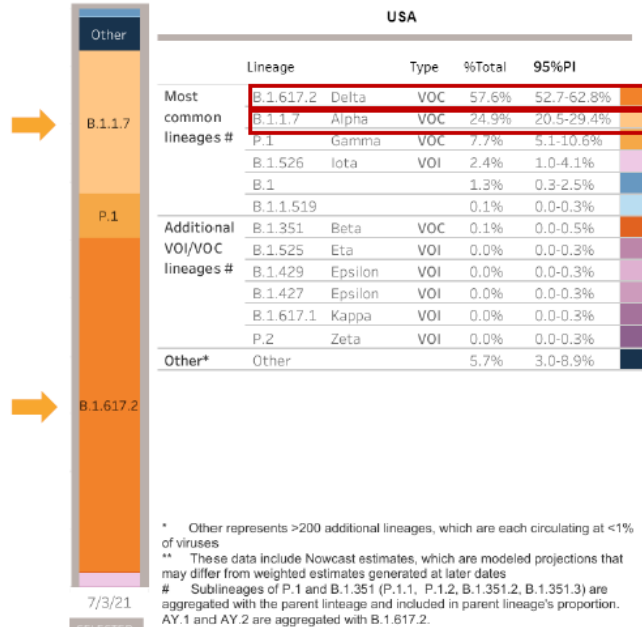 USA
Other
B.1.1.7
P.1
B.1.617.2
7/3/21
Lineage Type %Total 95%PI
Most common lineages #
B.1.617.2 Delta VOC 57.6% 52.7-62.8%
B.1.1.7 Alpha VOC 24.9% 20.5-29.4%
P.1 Gamma VOC 7.7% 5.1-10.6%
B.1.526 Iota VOI 2.4% 1.0-4.1%
B.1 1.3% 0.3-2.5%
B.1.1.519 0.1% 0.0-0.3%
Additional VOI/VOC lineages #
B.1.351 Beta VOC 0.1% 0.0-0.5%
B.1.525 Eta VOI 0.0% 0.0-0.3%
B.1.429 Epsilon VOI 0.0% 0.0-0.3%
B.1.427 Epsilon VOI 0.0% 0.0-0.3%
B.1.617.1 Kappa VOI 0.0% 0.0-0.3%
P.2 Zeta VOI 0.0% 0.0-0.3%
Other* Other 5.7% 3.0-8.9%
* Other represents >200 additional lineages, which are each circulating at <1%
of viruses
** These data include Nowcast estimates, which are modeled projections that
may differ from weighted estimates generated at later dates
# Sublineages of P.1 and B.1.351 (P.1.1, P.1.2, B.1.351.2, B.1.351.3) are
aggregated with the parent linteage and included in parent lineage's proportion.
AY.1 and AY.2 are aggregated with B.1.617.2.